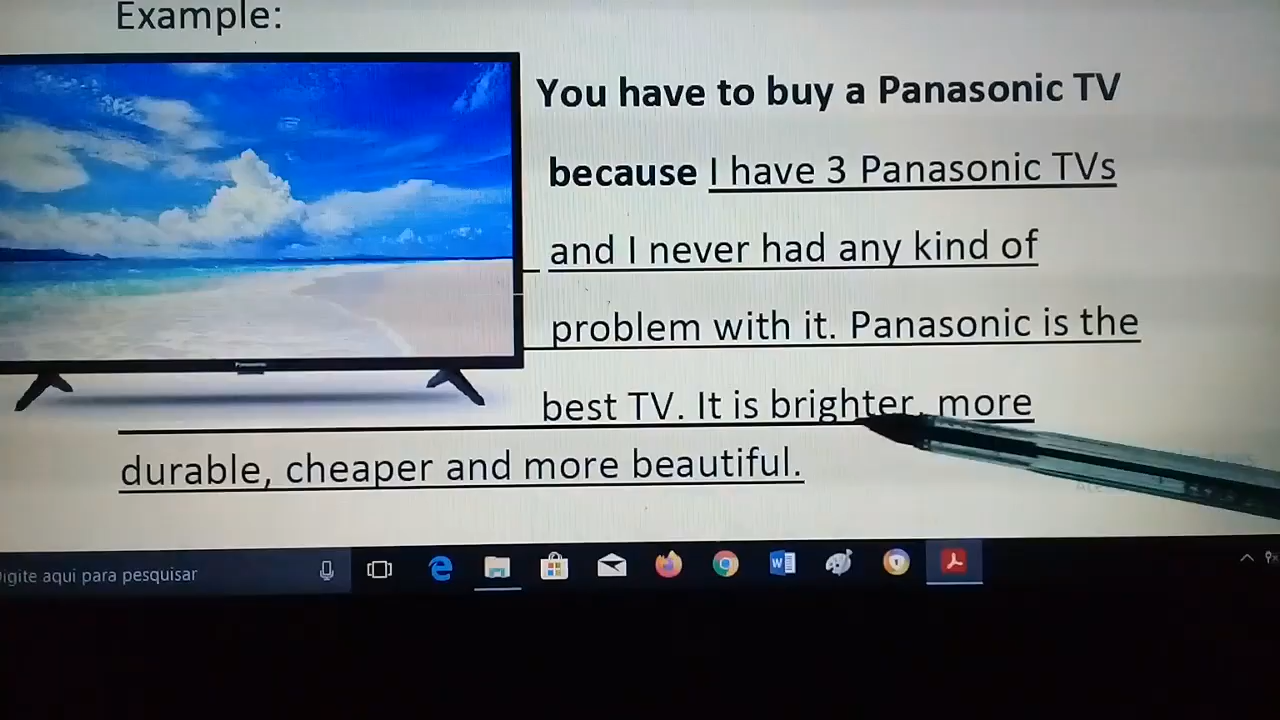 Example:
You have to buy a Panasonic TV
because I have 3 Panasonic TVs
and I never had any kind of
problem with it. Panasonic is the
best TV. It is brighter, more
durable, cheaper and more beautiful.
Panasonic
igite aqui para pesquisar